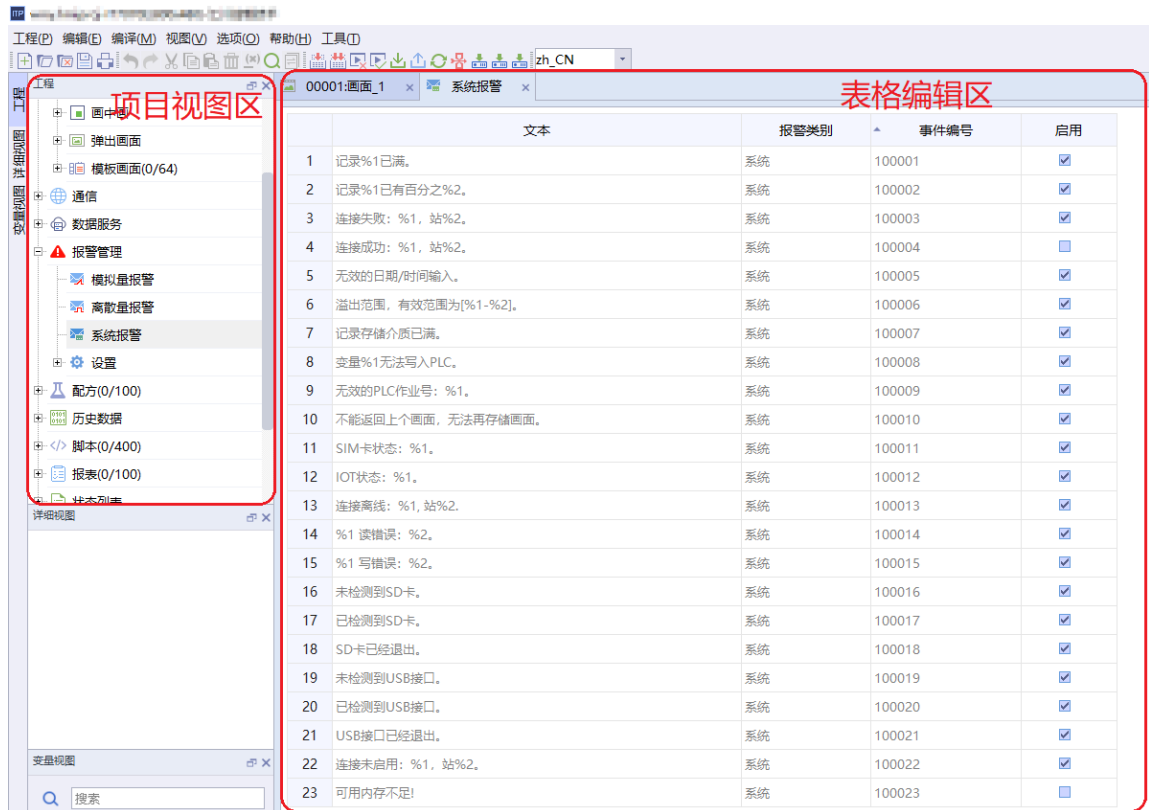 ITP
工程(P) 编辑(E) 编译(M) 视图(V) 选项(O) 帮助(H) 工具(T)
zh_CN
工程
详细视图
变量视图
工程
项目视图区
画中画
弹出画面
模板画面(0/64)
通信
数据服务
报警管理
模拟量报警
离散量报警
系统报警
设置
配方(0/100)
历史数据
脚本(0/400)
报表(0/100)
状态列表
详细视图
变量视图
搜索
00001:画面_1 × 系统报警 ×
表格编辑区
文本 报警类别 事件编号 启用
1 记录%1已满。 系统 100001
2 记录%1已有百分之%2。 系统 100002
3 连接失败：%1，站%2。 系统 100003
4 连接成功：%1，站%2。 系统 100004
5 无效的日期/时间输入。 系统 100005
6 溢出范围，有效范围为[%1-%2]。 系统 100006
7 记录存储介质已满。 系统 100007
8 变量%1无法写入PLC。 系统 100008
9 无效的PLC作业号：%1。 系统 100009
10 不能返回上个画面，无法再存储画面。 系统 100010
11 SIM卡状态：%1。 系统 100011
12 IOT状态：%1。 系统 100012
13 连接离线：%1, 站%2. 系统 100013
14 %1 读错误：%2。 系统 100014
15 %1 写错误：%2。 系统 100015
16 未检测到SD卡。 系统 100016
17 已检测到SD卡。 系统 100017
18 SD卡已经退出。 系统 100018
19 未检测到USB接口。 系统 100019
20 已检测到USB接口。 系统 100020
21 USB接口已经退出。 系统 100021
22 连接未启用：%1，站%2。 系统 100022
23 可用内存不足! 系统 100023